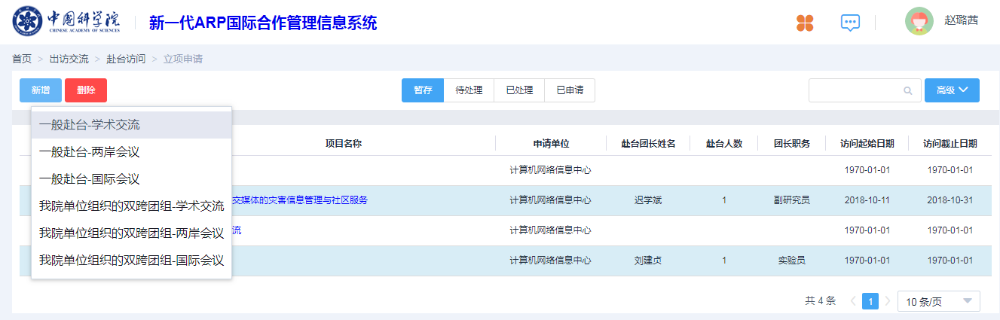 中国科学院
CHINESE ACADEMY OF SCIENCES
新一代ARP国际合作管理信息系统
赵璐茜
首页 > 出访交流 > 赴台访问 > 立项申请
新增 删除 暂存 待处理 已处理 已申请 高级
一般赴台-学术交流
一般赴台-两岸会议
一般赴台-国际会议
我院单位组织的双跨团组-学术交流
我院单位组织的双跨团组-两岸会议
我院单位组织的双跨团组-国际会议
项目名称 申请单位 赴台团长姓名 赴台人数 团长职务 访问起始日期 访问截止日期
计算机网络信息中心 1970-01-01 1970-01-01
交媒体的灾害信息管理与社区服务 计算机网络信息中心 迟学斌 1 副研究员 2018-10-11 2018-10-31
流 计算机网络信息中心 1970-01-01 1970-01-01
计算机网络信息中心 刘建贞 1 实验员 1970-01-01 1970-01-01
共 4 条 < 1 > 10 条/页